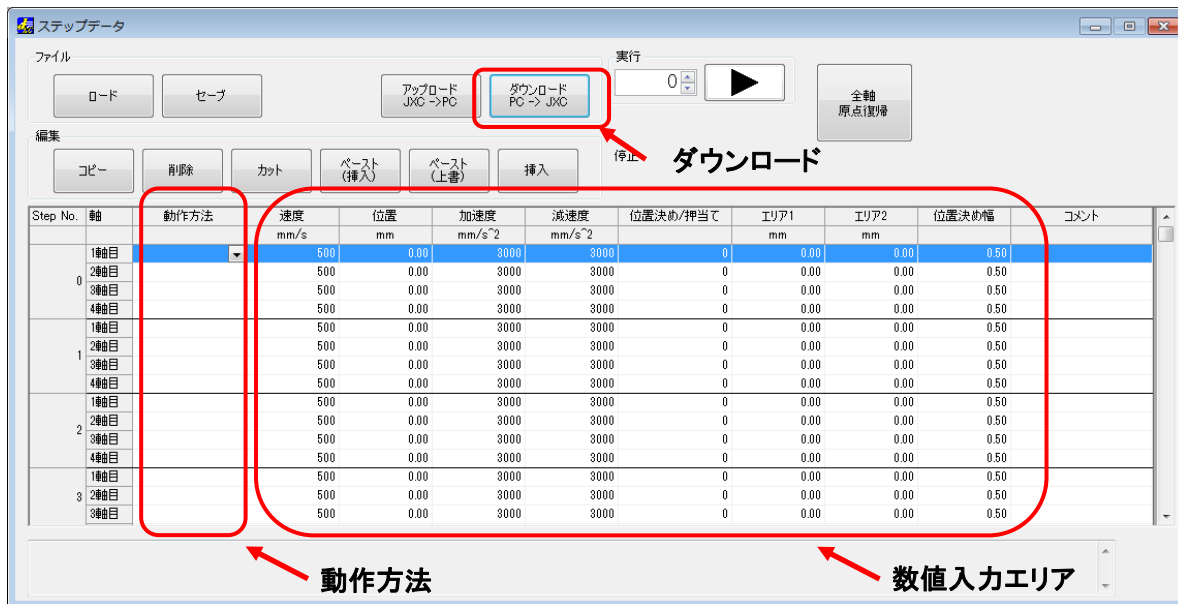 ステップデータ
ファイル
ロード
セーブ
アップロード
JXC ->PC
ダウンロード
PC -> JXC
実行
0
全軸
原点復帰
編集
コピー
削除
カット
ペースト
(挿入)
ペースト
(上書)
挿入
停止
ダウンロード
Step No. 軸 動作方法 速度 位置 加速度 減速度 位置決め/押当て エリア1 エリア2 位置決め幅 コメント
mm/s mm mm/s^2 mm/s^2 mm mm
0
1軸目 500 0.00 3000 3000 0 0.00 0.00 0.50
2軸目 500 0.00 3000 3000 0 0.00 0.00 0.50
3軸目 500 0.00 3000 3000 0 0.00 0.00 0.50
4軸目 500 0.00 3000 3000 0 0.00 0.00 0.50
1
1軸目 500 0.00 3000 3000 0 0.00 0.00 0.50
2軸目 500 0.00 3000 3000 0 0.00 0.00 0.50
3軸目 500 0.00 3000 3000 0 0.00 0.00 0.50
4軸目 500 0.00 3000 3000 0 0.00 0.00 0.50
2
1軸目 500 0.00 3000 3000 0 0.00 0.00 0.50
2軸目 500 0.00 3000 3000 0 0.00 0.00 0.50
3軸目 500 0.00 3000 3000 0 0.00 0.00 0.50
4軸目 500 0.00 3000 3000 0 0.00 0.00 0.50
3
1軸目 500 0.00 3000 3000 0 0.00 0.00 0.50
2軸目 500 0.00 3000 3000 0 0.00 0.00 0.50
3軸目 500 0.00 3000 3000 0 0.00 0.00 0.50
動作方法
数値入力エリア